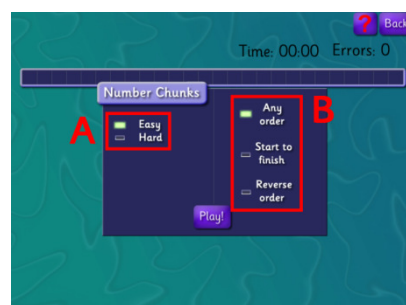 ? Back
Time: 00:00 Errors: 0
Number Chunks
A
Easy
Hard
B
Any
order
Start to
finish
Reverse
order
Play!